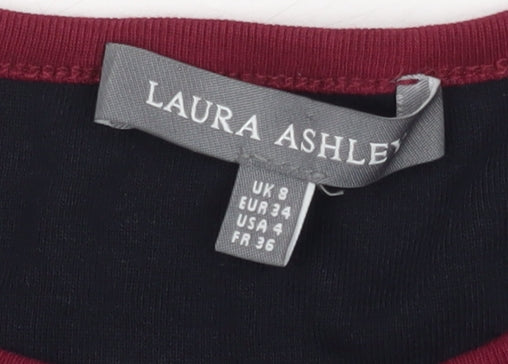 LAURA ASHLEY
UK 8
EUR 34
USA 4
FR 36